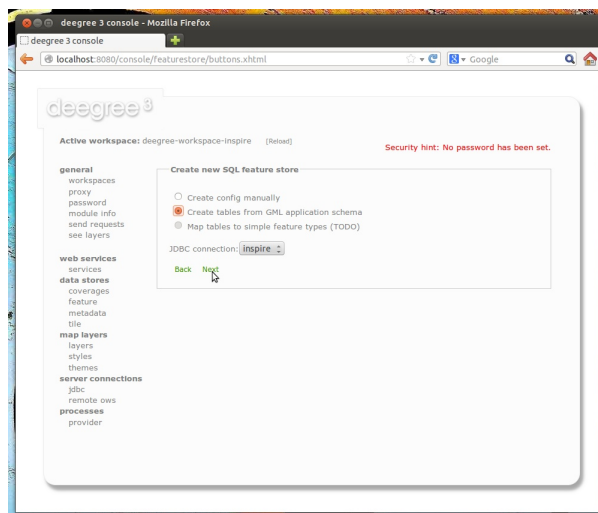 deegree 3 console - Mozilla Firefox
deegree 3 console
localhost:8080/console/featurestore/buttons.xhtml
Google
deegree 3
Active workspace: deegree-workspace-inspire [Reload]
Security hint: No password has been set.
general
workspaces
proxy
password
module info
send requests
see layers
web services
services
data stores
coverages
feature
metadata
tile
map layers
layers
styles
themes
server connections
jdbc
remote ows
processes
provider
Create new SQL feature store
Create config manually
Create tables from GML application schema
Map tables to simple feature types (TODO)
JDBC connection: inspire
Back Next